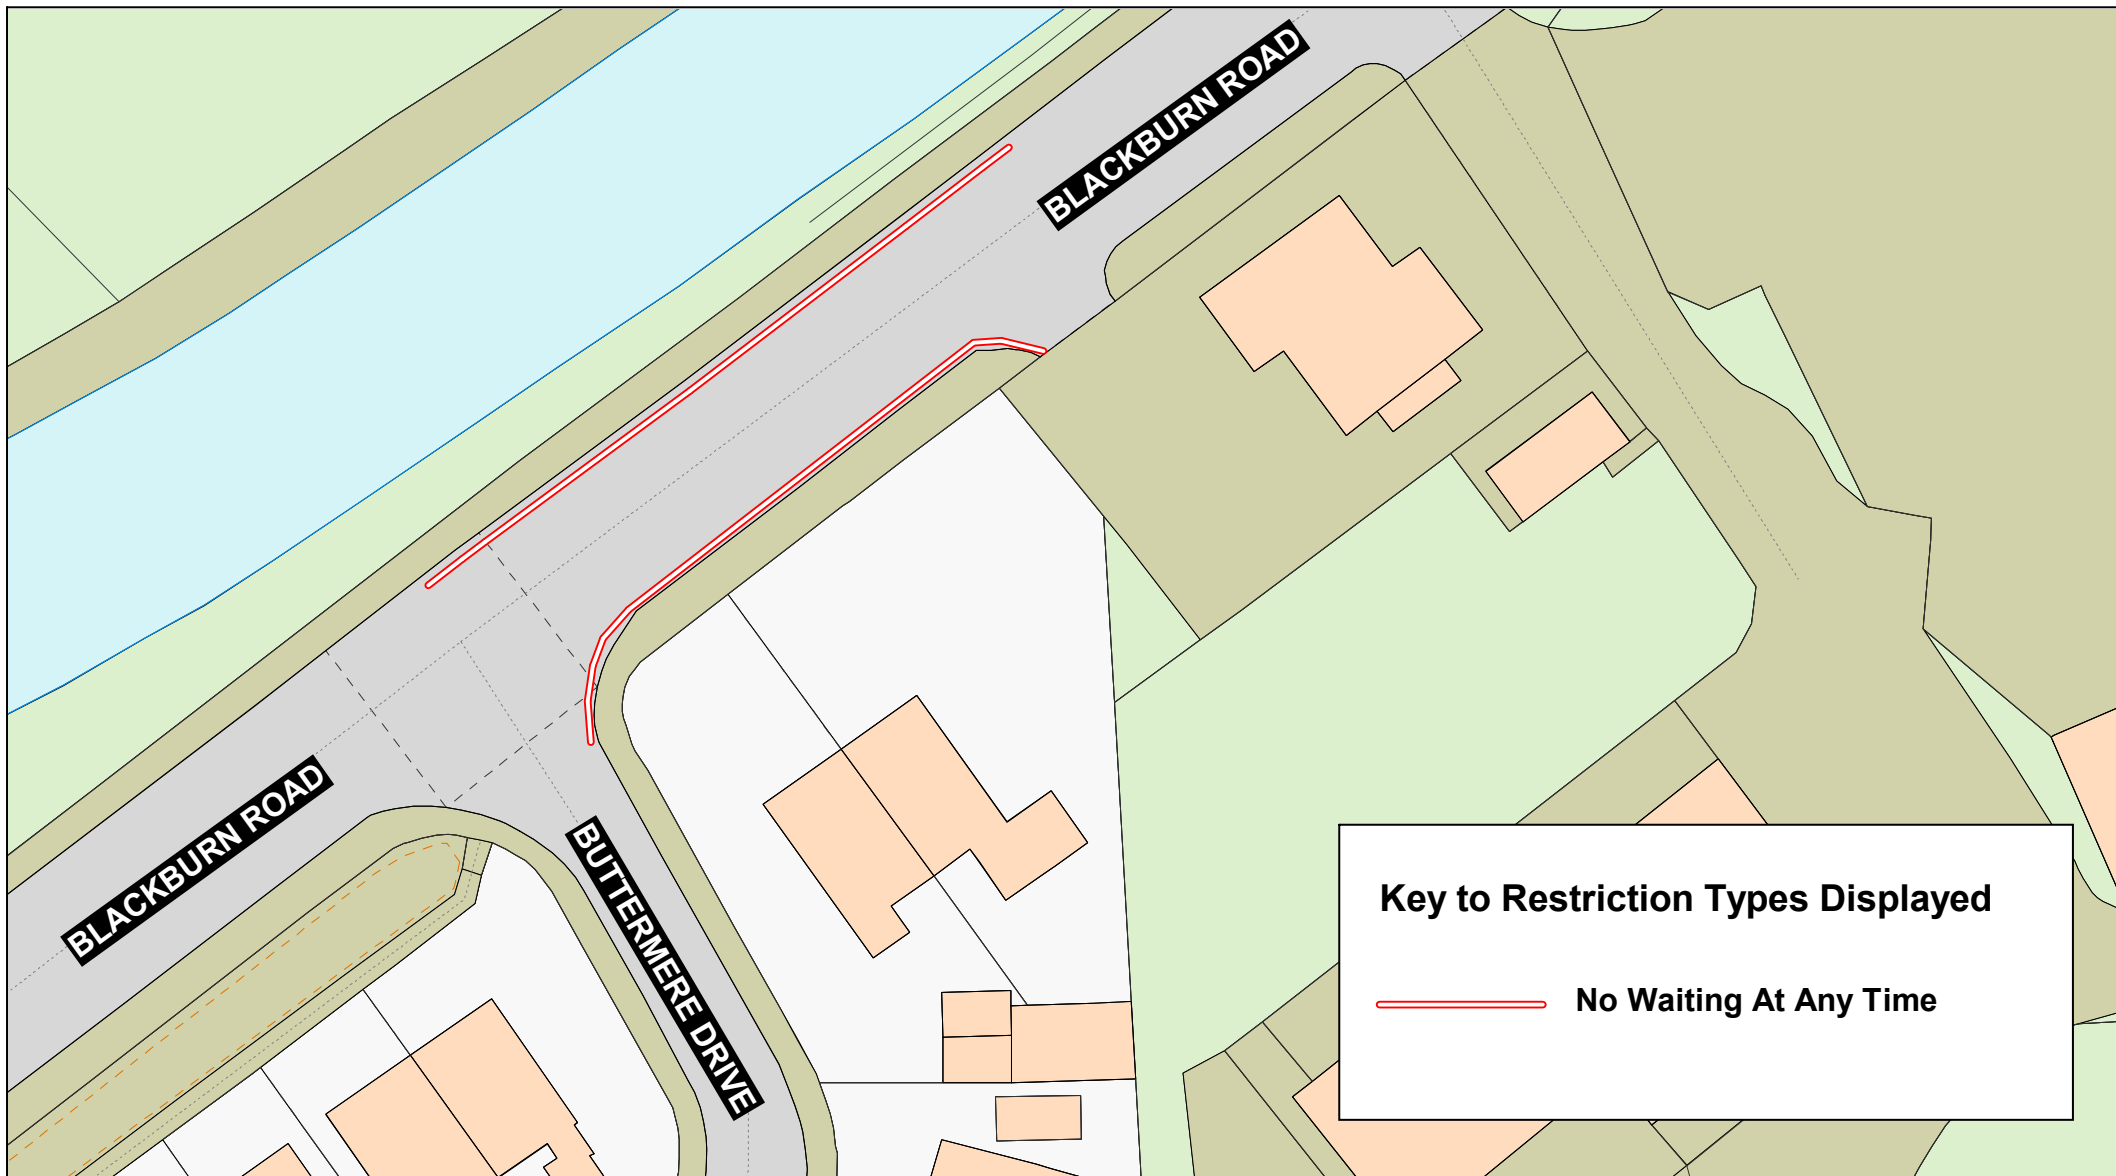 BLACKBURN ROAD
BLACKBURN ROAD
BUTTERMERE DRIVE
Key to Restriction Types Displayed
No Waiting At Any Time